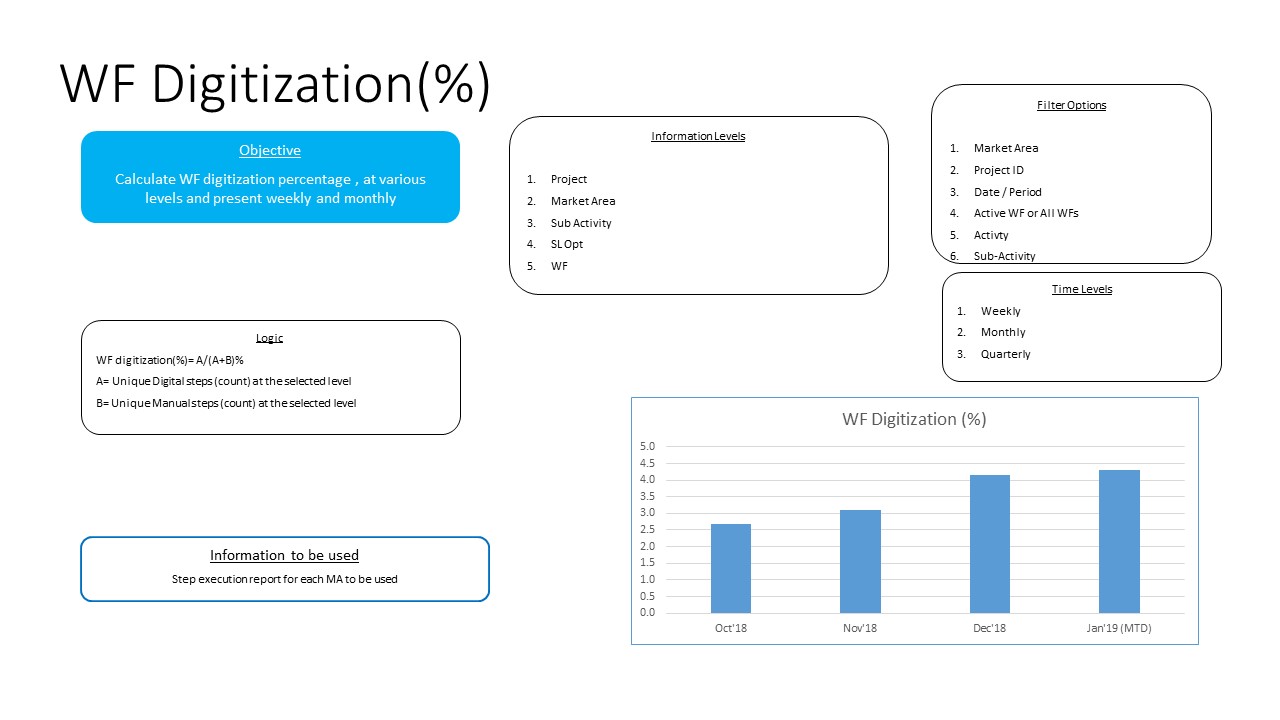 WF Digitization(%)
Objective
Calculate WF digitization percentage , at various
levels and present weekly and monthly
Information Levels
1. Project
2. Market Area
3. Sub Activity
4. SL Opt
5. WF
Filter Options
1. Market Area
2. Project ID
3. Date / Period
4. Active WF or All WFs
5. Activty
6. Sub-Activity
Time Levels
1. Weekly
2. Monthly
3. Quarterly
Logic
WF digitization(%)= A/(A+B)%
A= Unique Digital steps (count) at the selected level
B= Unique Manual steps (count) at the selected level
Information to be used
Step execution report for each MA to be used
WF Digitization (%)
5.0
4.5
4.0
3.5
3.0
2.5
2.0
1.5
1.0
0.5
0.0
Oct'18 Nov'18 Dec'18 Jan'19 (MTD)